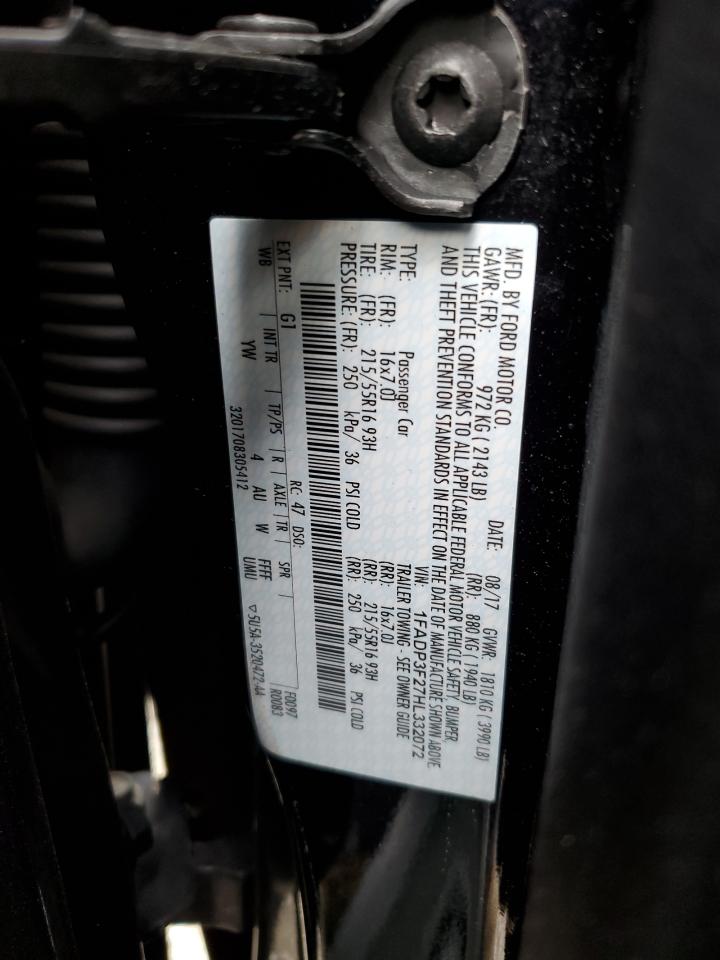 MFD. BY FORD MOTOR CO. DATE: 08/17 GVWR: 1810 KG ( 3990 LB)
GAWR: (FR): 972 KG ( 2143 LB) (RR): 880 KG ( 1940 LB)
THIS VEHICLE CONFORMS TO ALL APPLICABLE FEDERAL MOTOR VEHICLE SAFETY, BUMPER,
AND THEFT PREVENTION STANDARDS IN EFFECT ON THE DATE OF MANUFACTURE SHOWN ABOVE
VIN: 1FADP3F27HL332072
TYPE: Passenger Car TRAILER TOWING - SEE OWNER GUIDE
RIM: (FR): 16x7.0J (RR): 16x7.0J
TIRE: (FR): 215/55R16 93H (RR): 215/55R16 93H
PRESSURE: (FR): 250 kPa/ 36 PSI COLD (RR): 250 kPa/ 36 PSI COLD
EXT PNT: G1 RC: 47 DSO: F0097
WB INT TR TP/PS R AXLE TR SPR R0083
YW 4 AU W FFFF
3201708305412 UMU ▽5U5A-3520472-AA